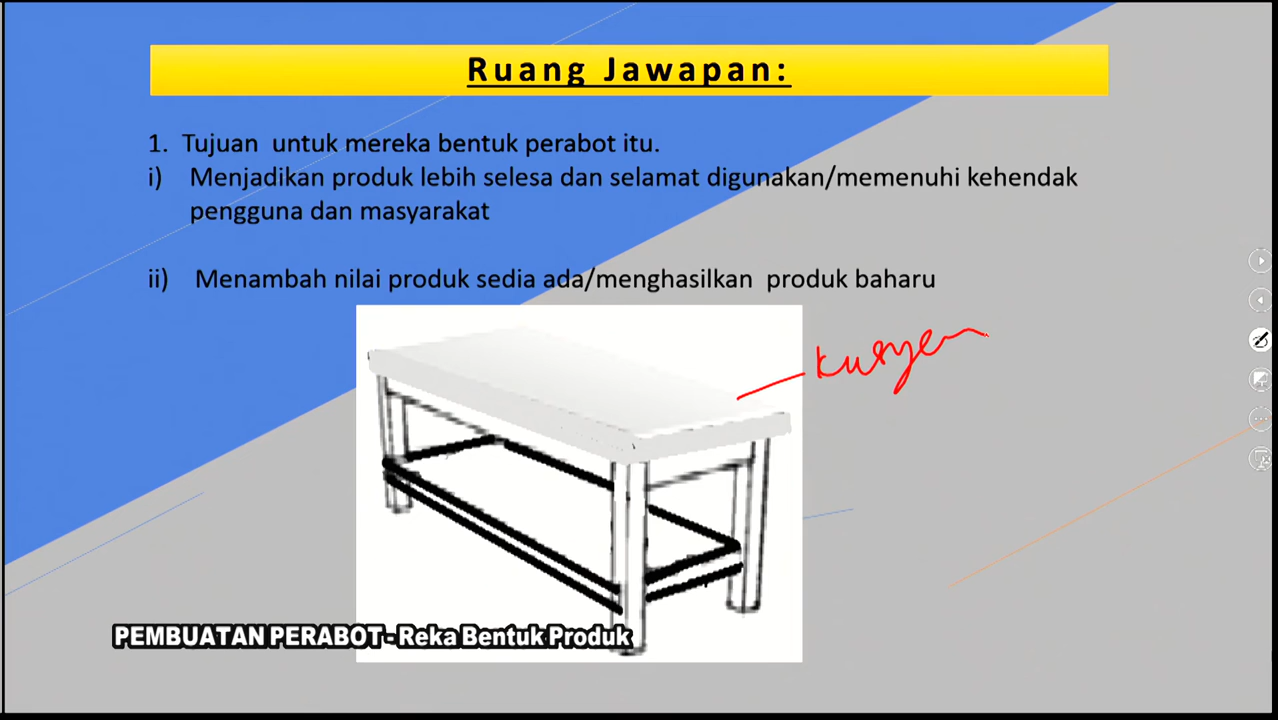 Ruang Jawapan:
1. Tujuan untuk mereka bentuk perabot itu.
i) Menjadikan produk lebih selesa dan selamat digunakan/memenuhi kehendak
pengguna dan masyarakat
ii) Menambah nilai produk sedia ada/menghasilkan produk baharu
kusyen
PEMBUATAN PERABOT - Reka Bentuk Produk